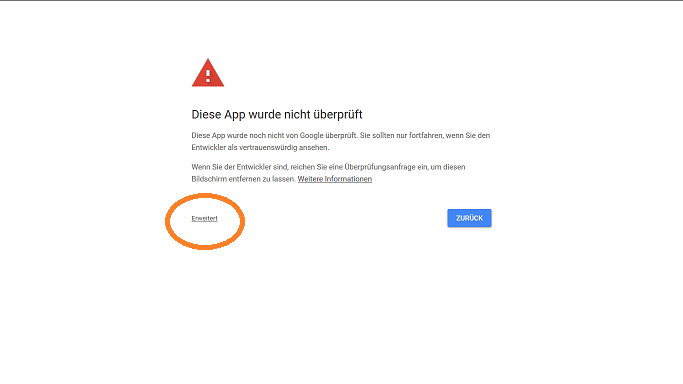 Diese App wurde nicht überprüft
Diese App wurde noch nicht von Google überprüft. Sie sollten nur fortfahren, wenn Sie den
Entwickler als vertrauenswürdig ansehen.
Wenn Sie der Entwickler sind, reichen Sie eine Überprüfungsanfrage ein, um diesen
Bildschirm entfernen zu lassen. Weitere Informationen
Erweitert
ZURÜCK